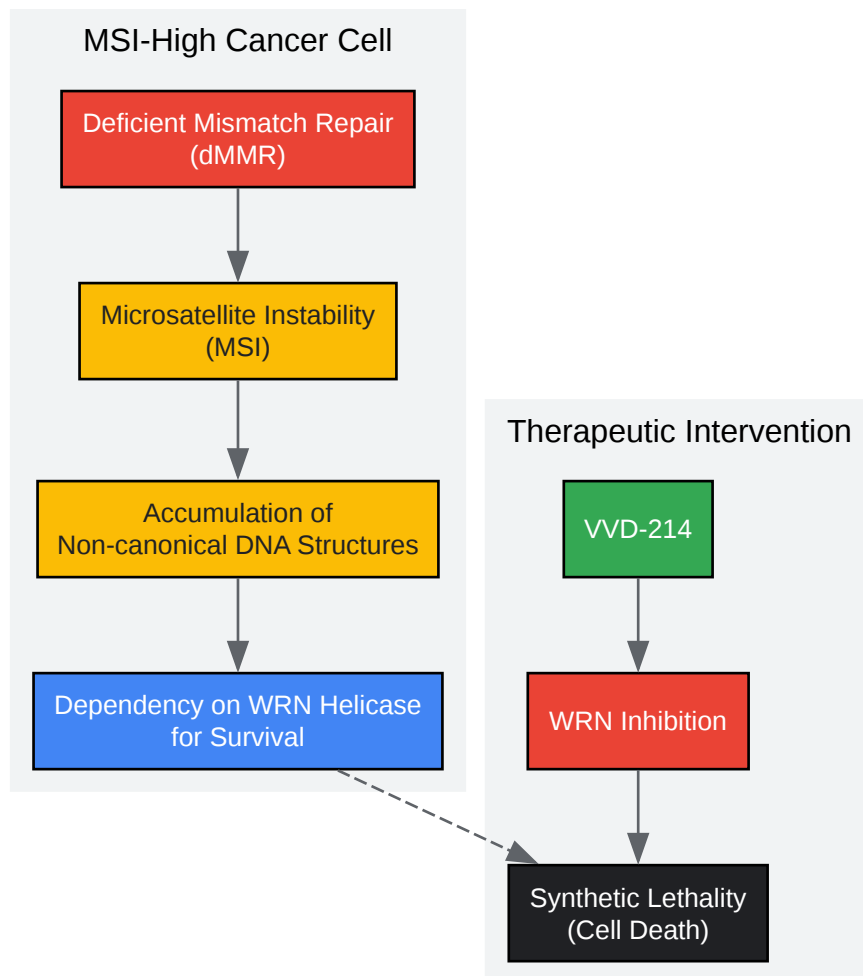 MSI-High Cancer Cell
Deficient Mismatch Repair
(dMMR)
Microsatellite Instability
(MSI)
Accumulation of
Non-canonical DNA Structures
Dependency on WRN Helicase
for Survival
Therapeutic Intervention
VVD-214
WRN Inhibition
Synthetic Lethality
(Cell Death)